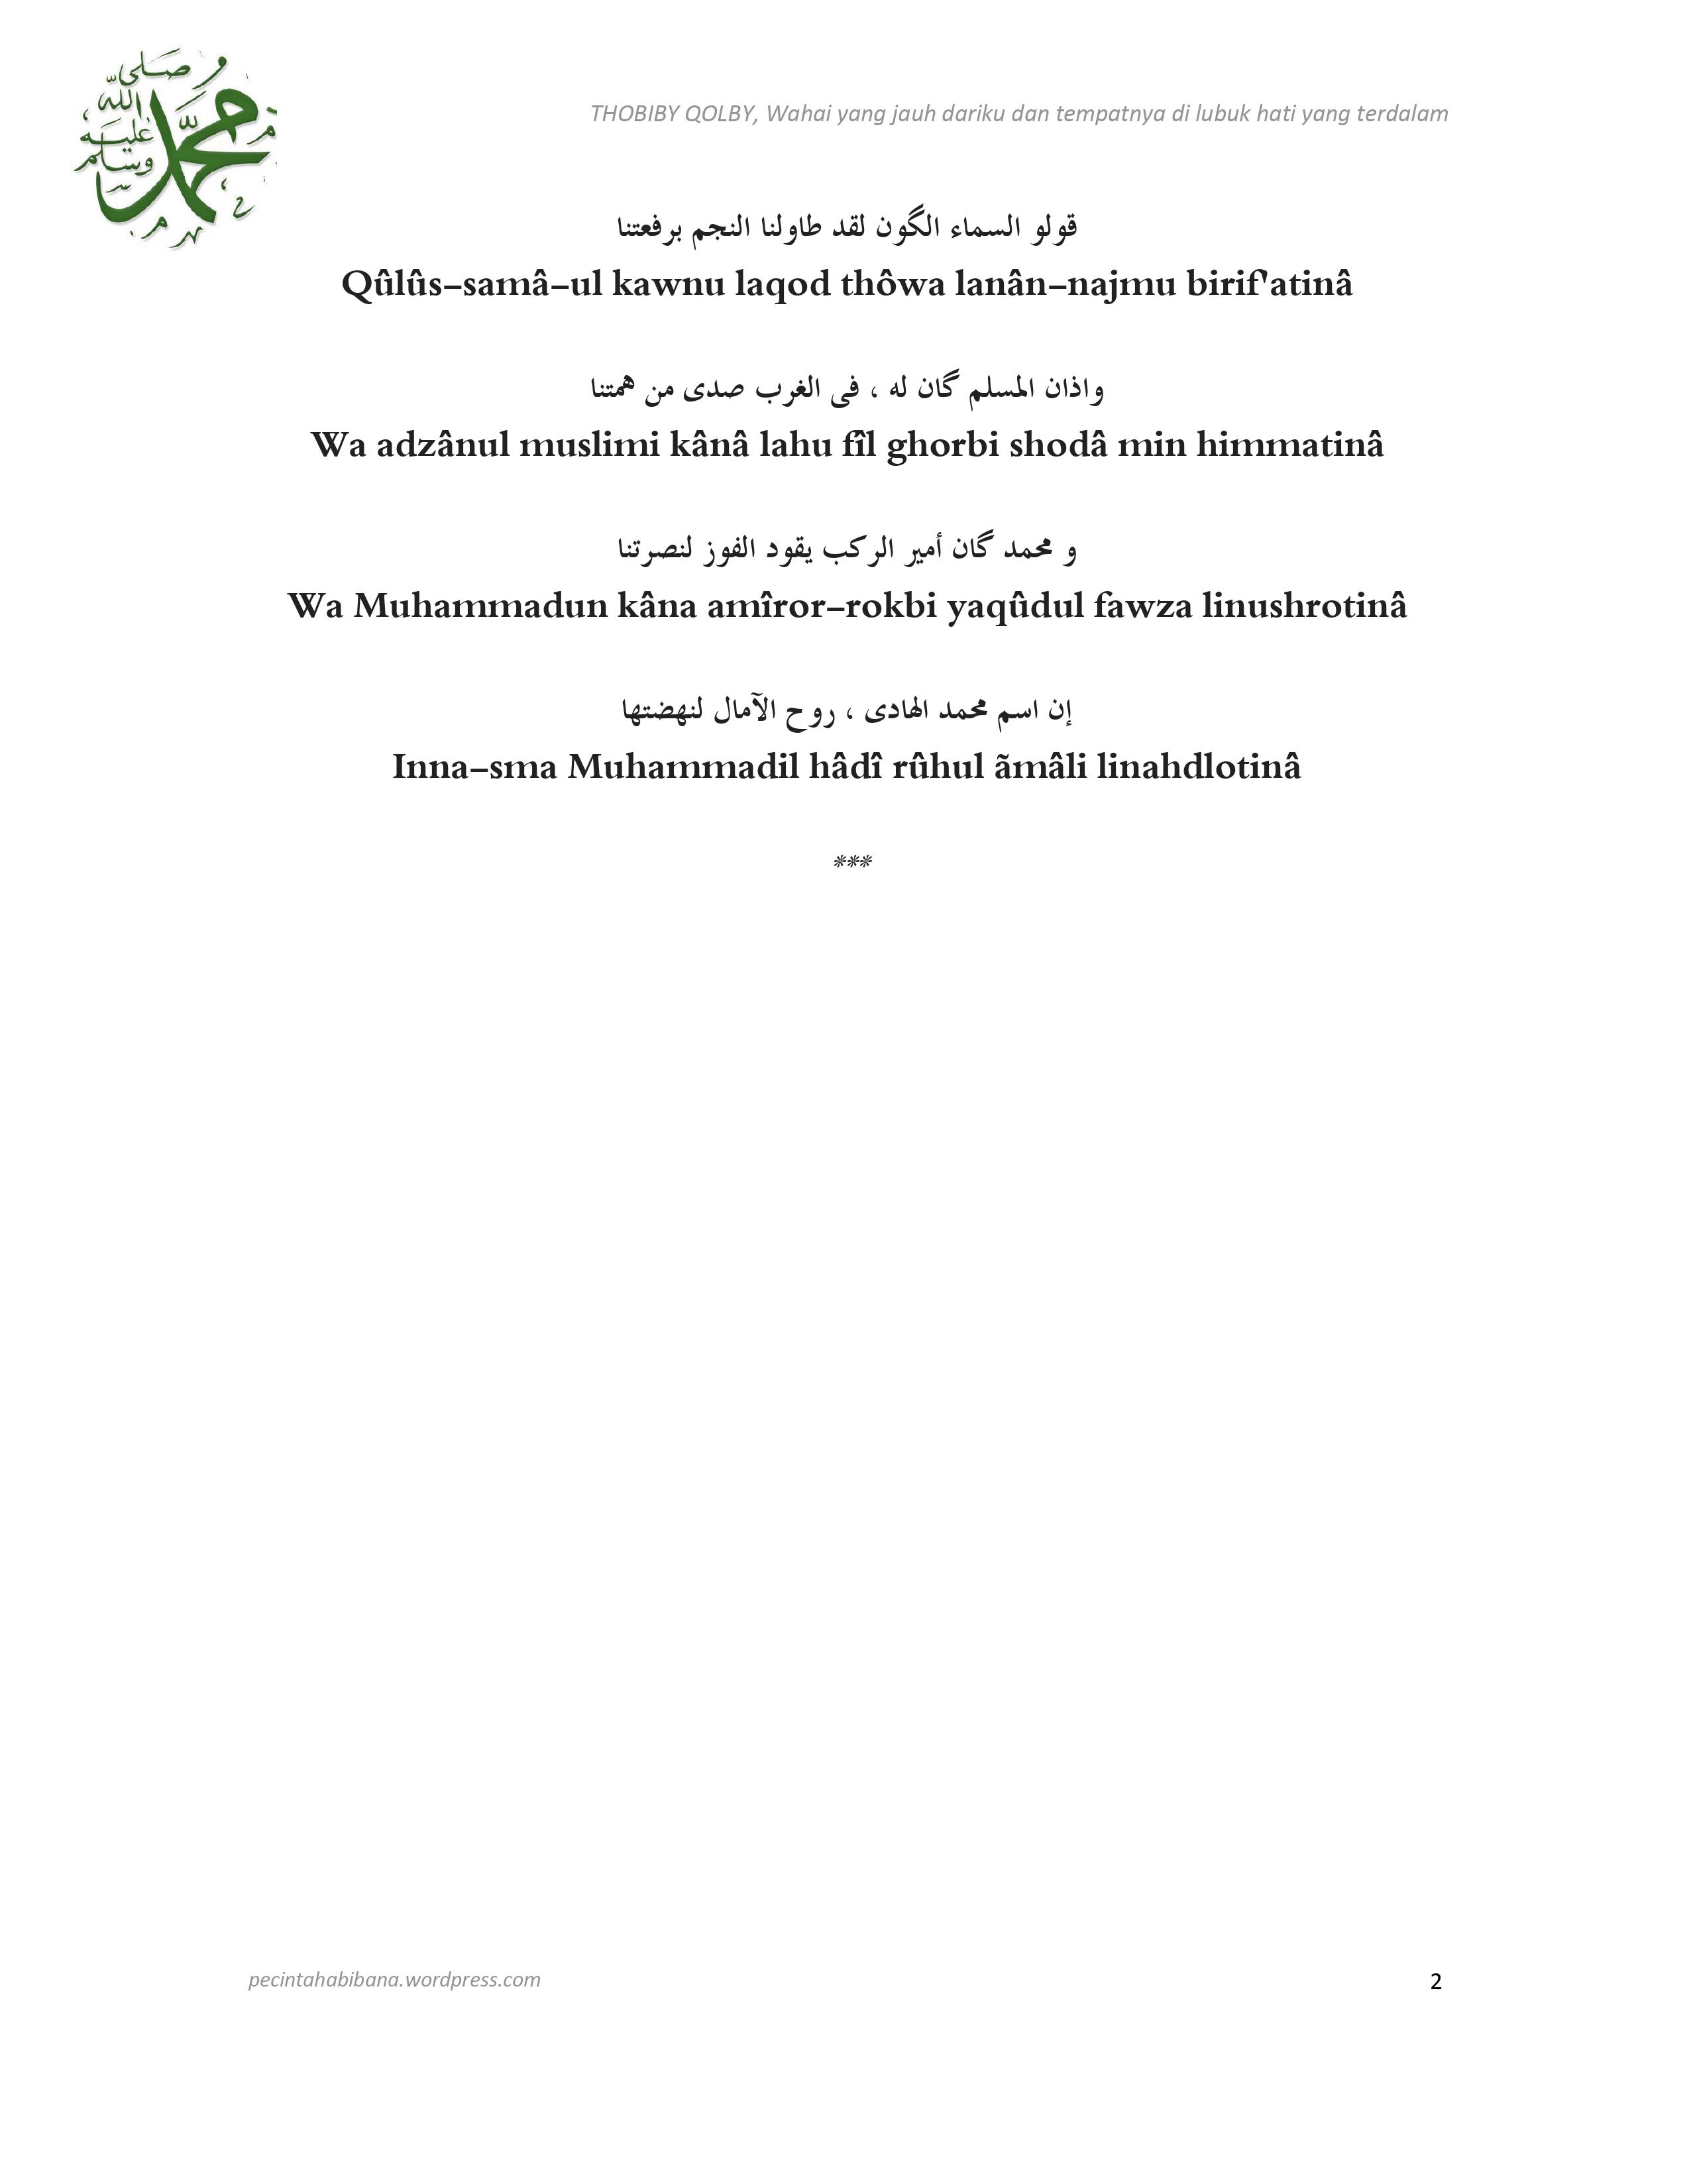 صلى الله عليه وسلم
محمد
THOBIBY QOLBY, Wahai yang jauh dariku dan tempatnya di lubuk hati yang terdalam
قولو السماء الگون لقد طاولنا النجم برفعتنا
Qûlûs-samâ-ul kawnu laqod thôwa lanân-najmu birif'atinâ
واذان المسلم گان له ، فى الغرب صدى من همتنا
Wa adzânul muslimi kânâ lahu fîl ghorbi shodâ min himmatinâ
و محمد گان أمير الركب يقود الفوز لنصرتنا
Wa Muhammadun kâna amîror-rokbi yaqûdul fawza linushrotinâ
إن اسم محمد الهادى ، روح الآمال لنهضتها
Inna-sma Muhammadil hâdî rûhul ãmâli linahdlotinâ
***
pecintahabibana.wordpress.com
2